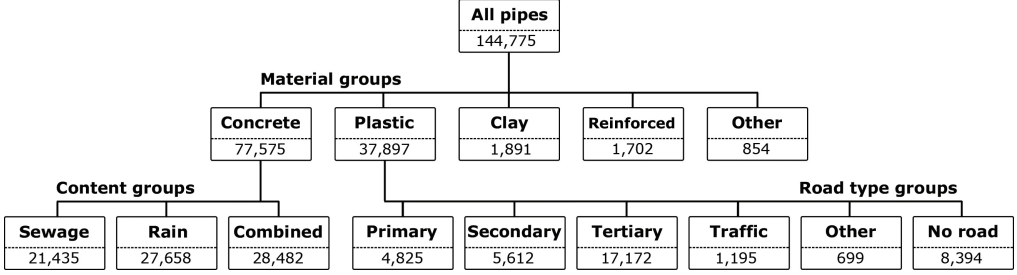 All pipes
144,775
Material groups
Concrete
77,575
Plastic
37,897
Clay
1,891
Reinforced
1,702
Other
854
Content groups
Sewage
21,435
Rain
27,658
Combined
28,482
Road type groups
Primary
4,825
Secondary
5,612
Tertiary
17,172
Traffic
1,195
Other
699
No road
8,394